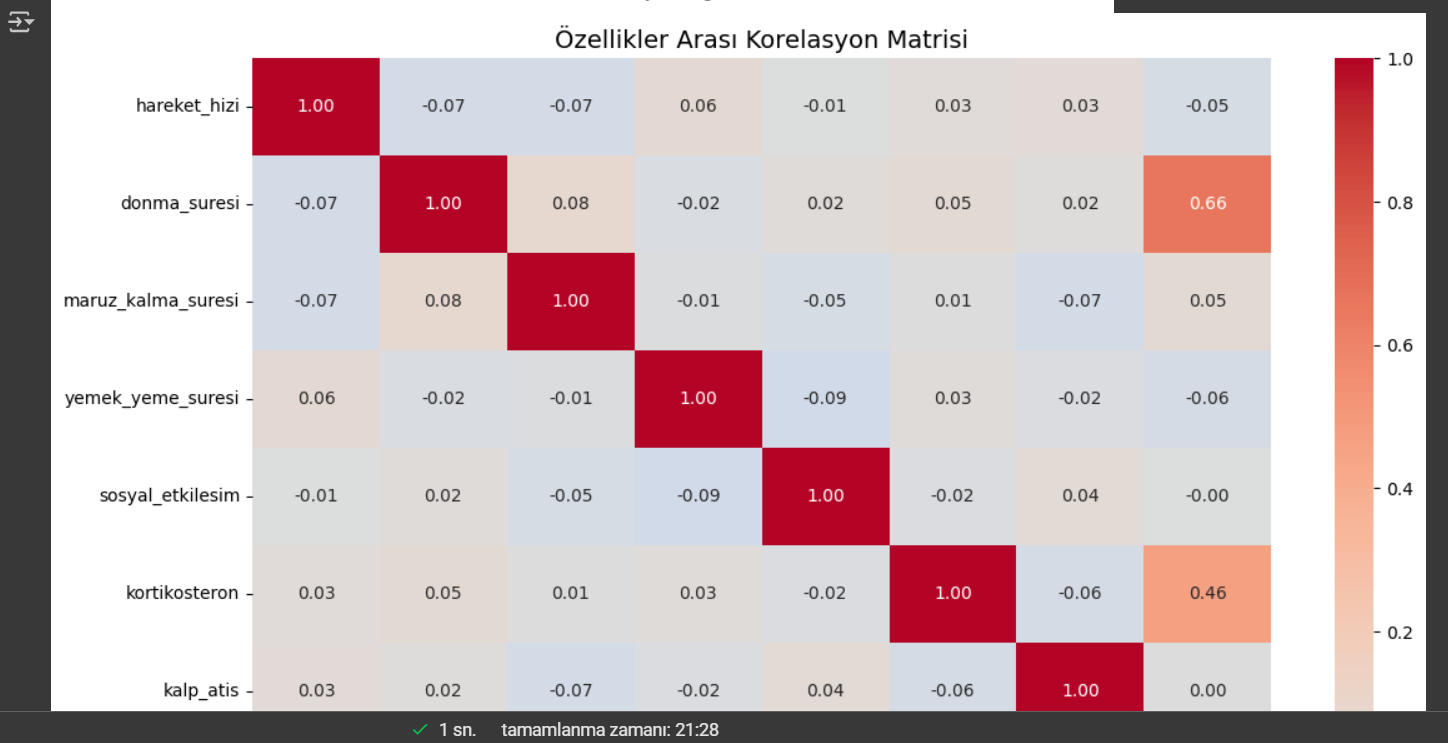 Özellikler Arası Korelasyon Matrisi
1.0
hareket_hizi 1.00 -0.07 -0.07 0.06 -0.01 0.03 0.03 -0.05
0.8
donma_suresi -0.07 1.00 0.08 -0.02 0.02 0.05 0.02 0.66
maruz_kalma_suresi -0.07 0.08 1.00 -0.01 -0.05 0.01 -0.07 0.05
0.6
yemek_yeme_suresi 0.06 -0.02 -0.01 1.00 -0.09 0.03 -0.02 -0.06
0.4
sosyal_etkilesim -0.01 0.02 -0.05 -0.09 1.00 -0.02 0.04 -0.00
kortikosteron 0.03 0.05 0.01 0.03 -0.02 1.00 -0.06 0.46
0.2
kalp_atis 0.03 0.02 -0.07 -0.02 0.04 -0.06 1.00 0.00
1 sn. tamamlanma zamanı: 21:28